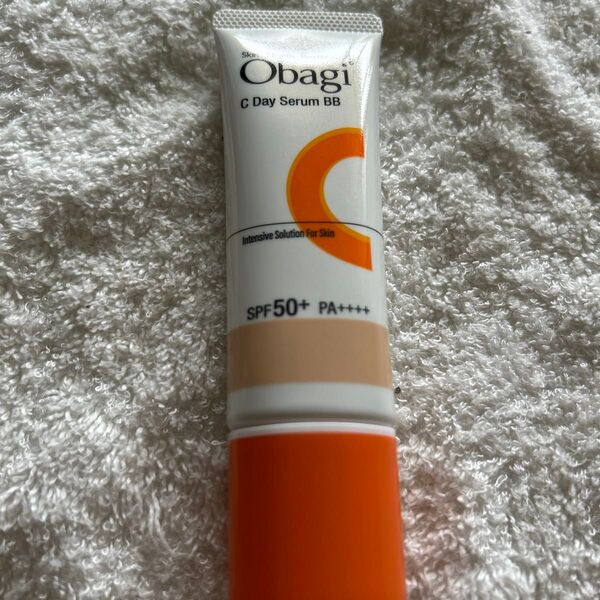 Obagi
C Day Serum BB
C
Intensive Solution For Skin
SPF50+ PA++++